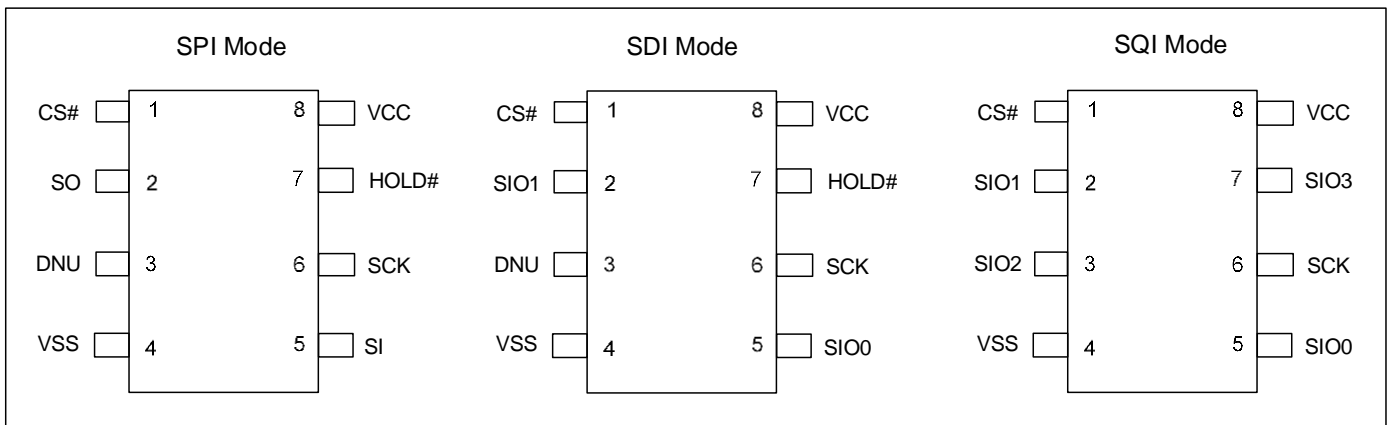 SPI Mode
CS# 1 8 VCC
SO 2 7 HOLD#
DNU 3 6 SCK
VSS 4 5 SI
SDI Mode
CS# 1 8 VCC
SIO1 2 7 HOLD#
DNU 3 6 SCK
VSS 4 5 SIO0
SQI Mode
CS# 1 8 VCC
SIO1 2 7 SIO3
SIO2 3 6 SCK
VSS 4 5 SIO0